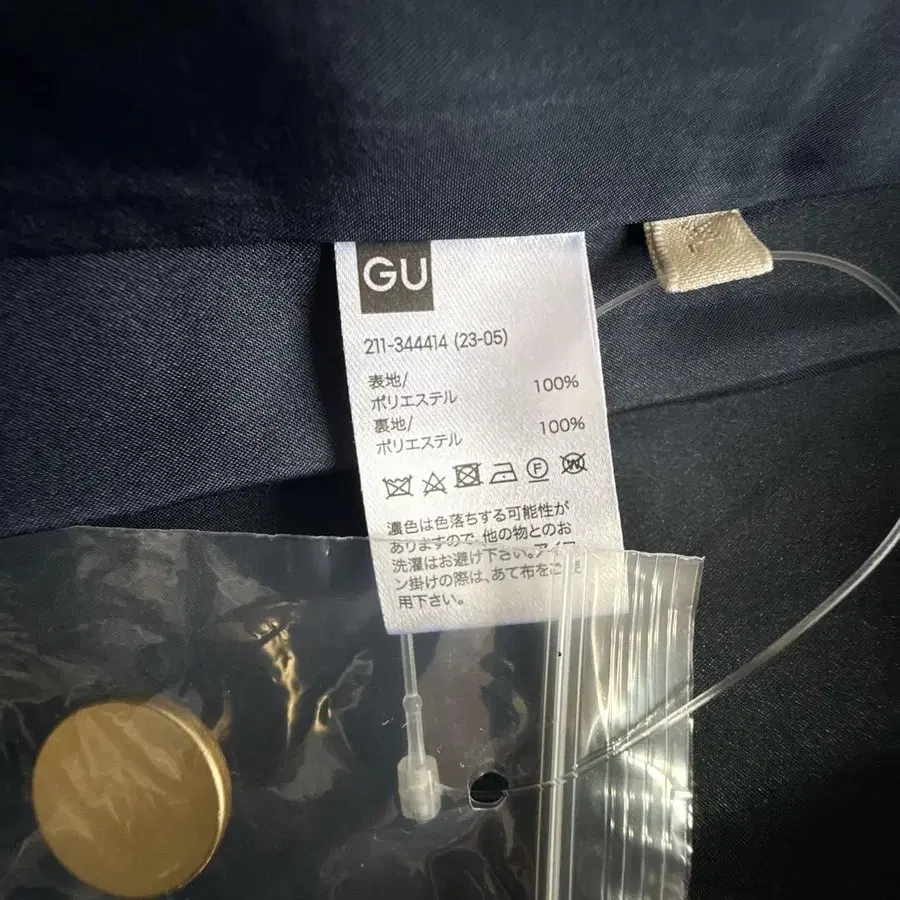 GU
211-344414 (23-05)
表地/
ポリエステル 100%
裏地/
ポリエステル 100%
F
W
濃色は色落ちする可能性が
ありますので、他の物とのお
洗濯はお避け下さい。アイロ
ン掛けの際は、あて布をご使
用下さい。